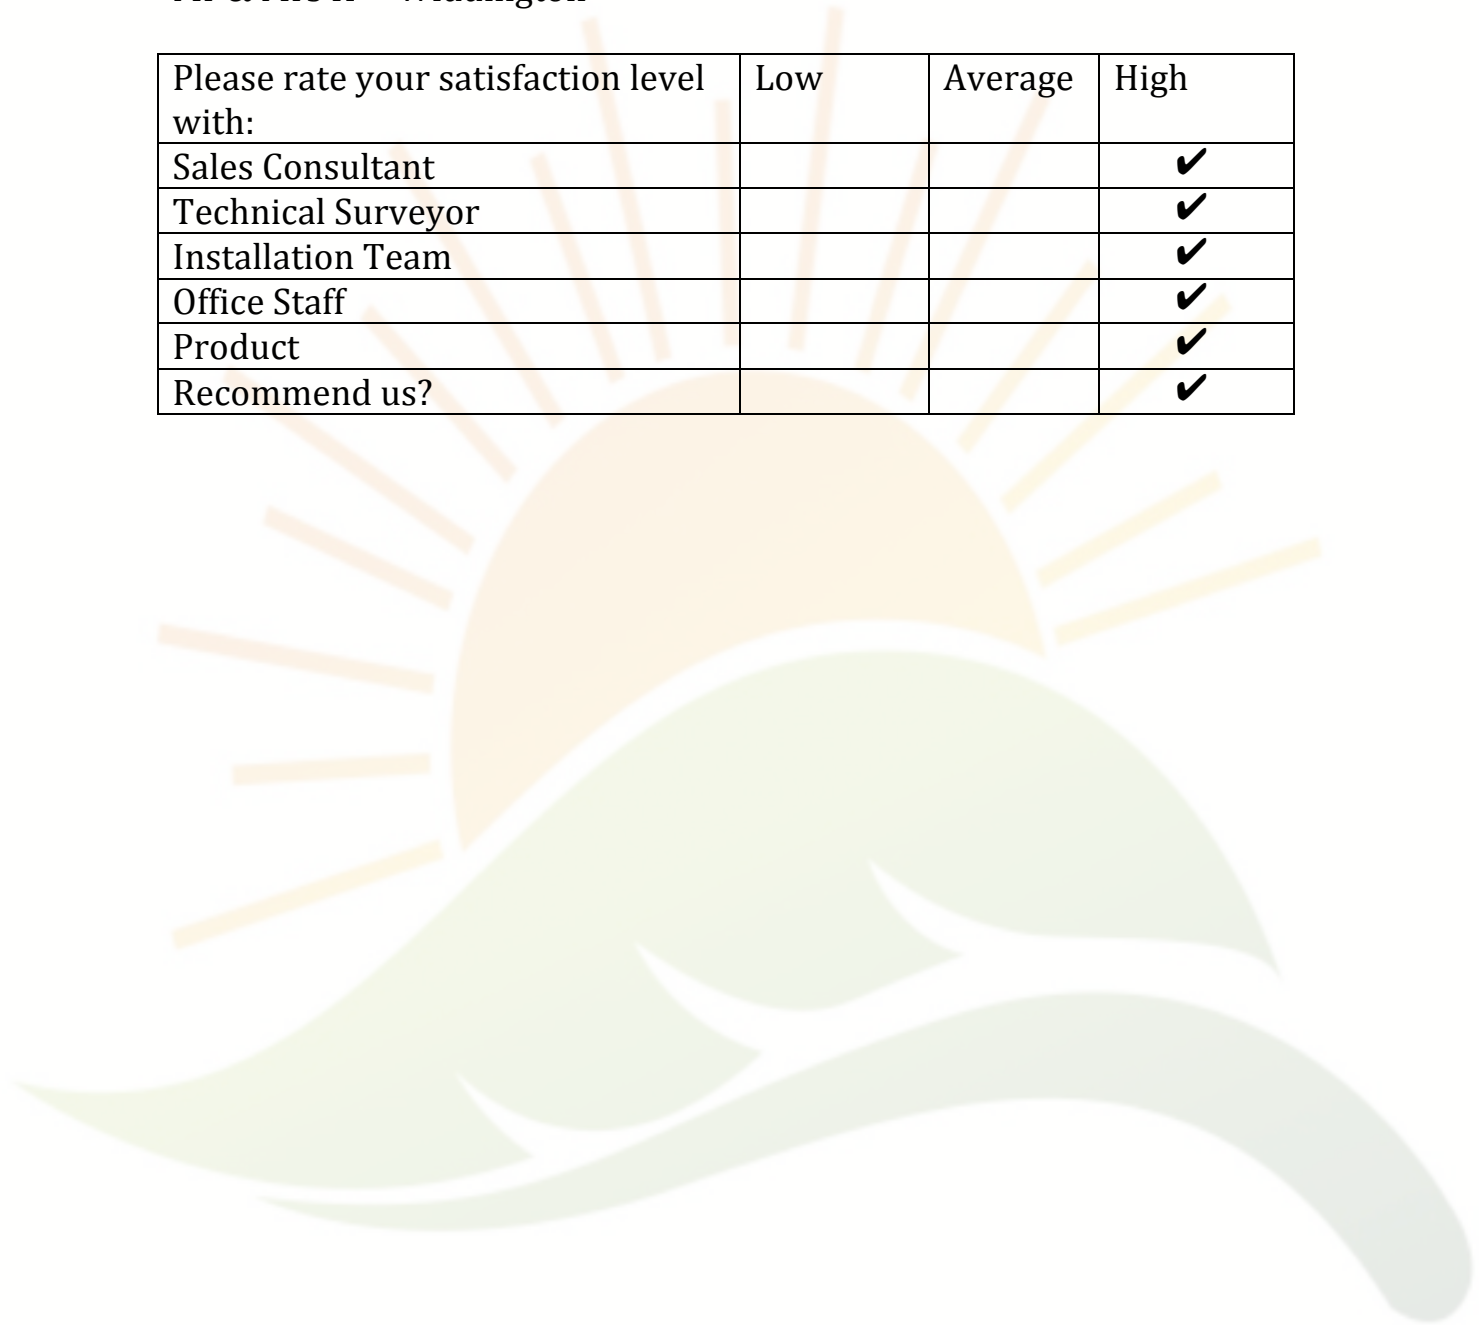 Please rate your satisfaction level with: Low Average High
Sales Consultant ✔
Technical Surveyor ✔
Installation Team ✔
Office Staff ✔
Product ✔
Recommend us? ✔